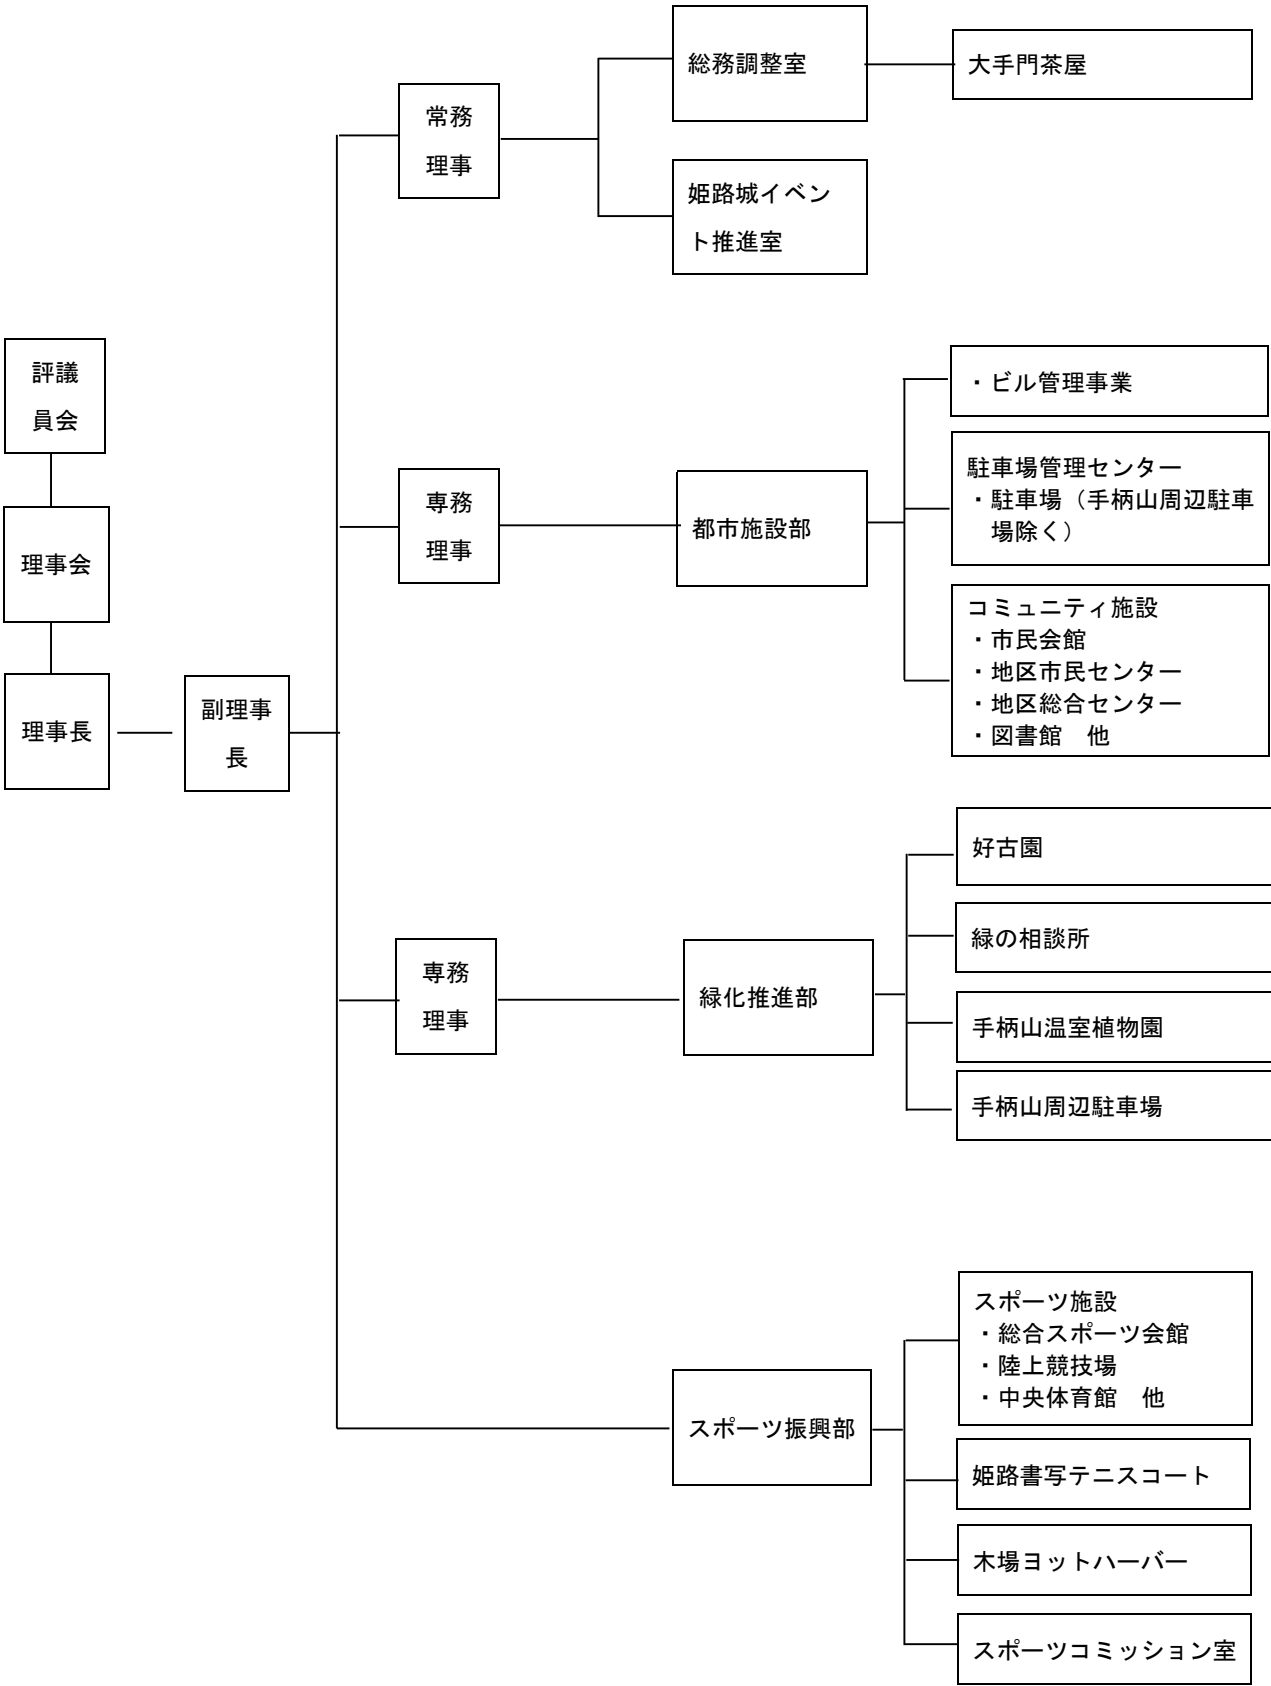 評議
員会
理事会
理事長
副理事
長
常務
理事
総務調整室
大手門茶屋
姫路城イベン
ト推進室
専務
理事
都市施設部
・ビル管理事業
駐車場管理センター
・駐車場（手柄山周辺駐車
場除く）
コミュニティ施設
・市民会館
・地区市民センター
・地区総合センター
・図書館　他
専務
理事
緑化推進部
好古園
緑の相談所
手柄山温室植物園
手柄山周辺駐車場
スポーツ振興部
スポーツ施設
・総合スポーツ会館
・陸上競技場
・中央体育館　他
姫路書写テニスコート
木場ヨットハーバー
スポーツコミッション室